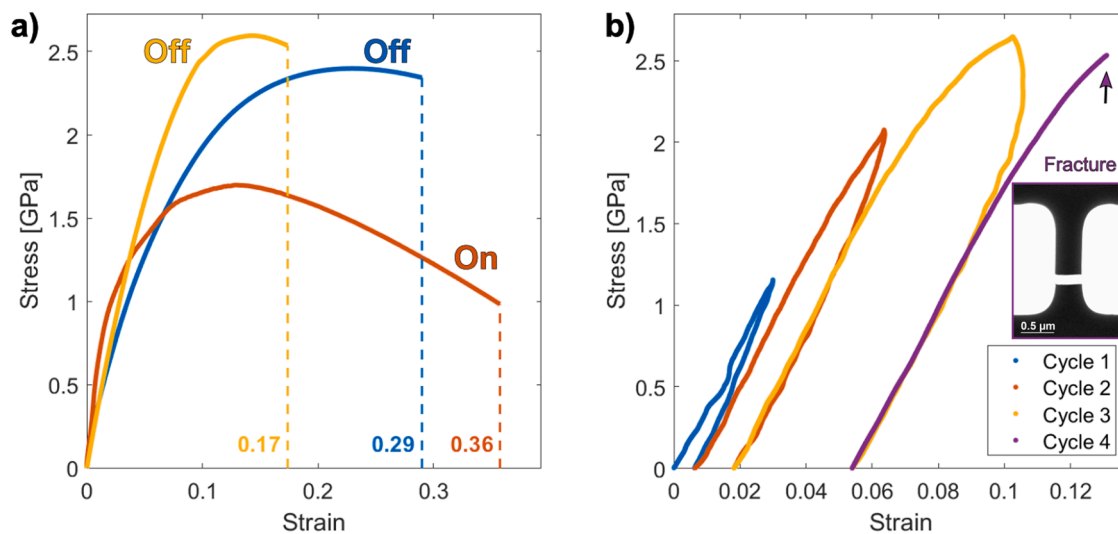 a)
Off
Off
On
0.17
0.29
0.36
2.5
2
1.5
1
0.5
0
0
0.1
0.2
0.3
Stress [GPa]
Strain
b)
Fracture
0.5 µm
Cycle 1
Cycle 2
Cycle 3
Cycle 4
2.5
2
1.5
1
0.5
0
0
0.02
0.04
0.06
0.08
0.1
0.12
Stress [GPa]
Strain